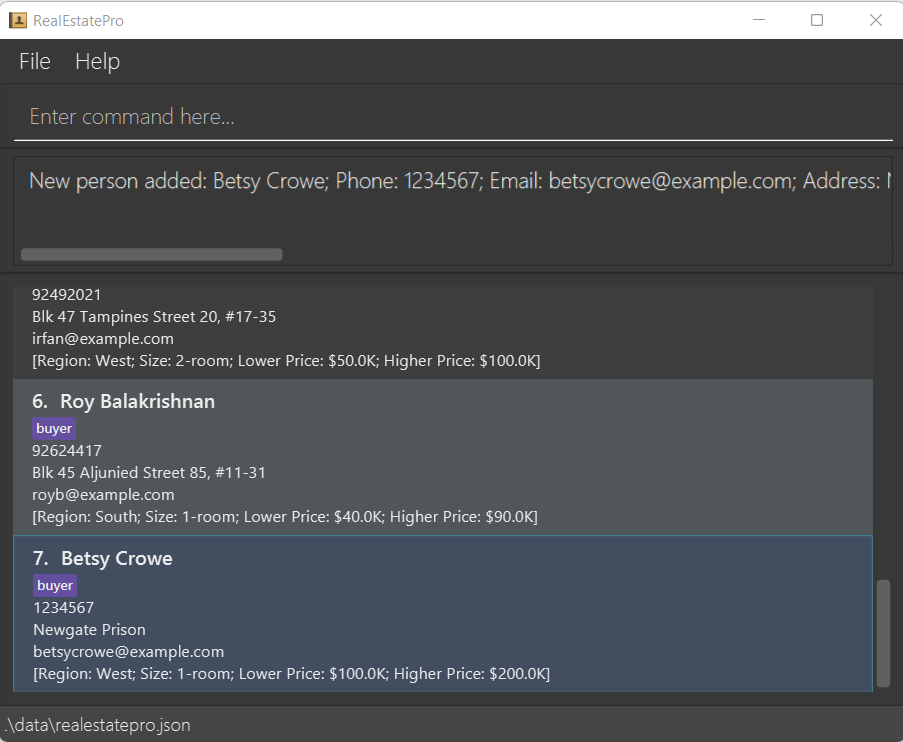 RealEstatePro
File Help
Enter command here...
New person added: Betsy Crowe; Phone: 1234567; Email: betsycrowe@example.com; Address:
92492021
Blk 47 Tampines Street 20, #17-35
irfan@example.com
[Region: West; Size: 2-room; Lower Price: $50.0K; Higher Price: $100.0K]
6. Roy Balakrishnan
buyer
92624417
Blk 45 Aljunied Street 85, #11-31
royb@example.com
[Region: South; Size: 1-room; Lower Price: $40.0K; Higher Price: $90.0K]
7. Betsy Crowe
buyer
1234567
Newgate Prison
betsycrowe@example.com
[Region: West; Size: 1-room; Lower Price: $100.0K; Higher Price: $200.0K]
.\data\realestatepro.json